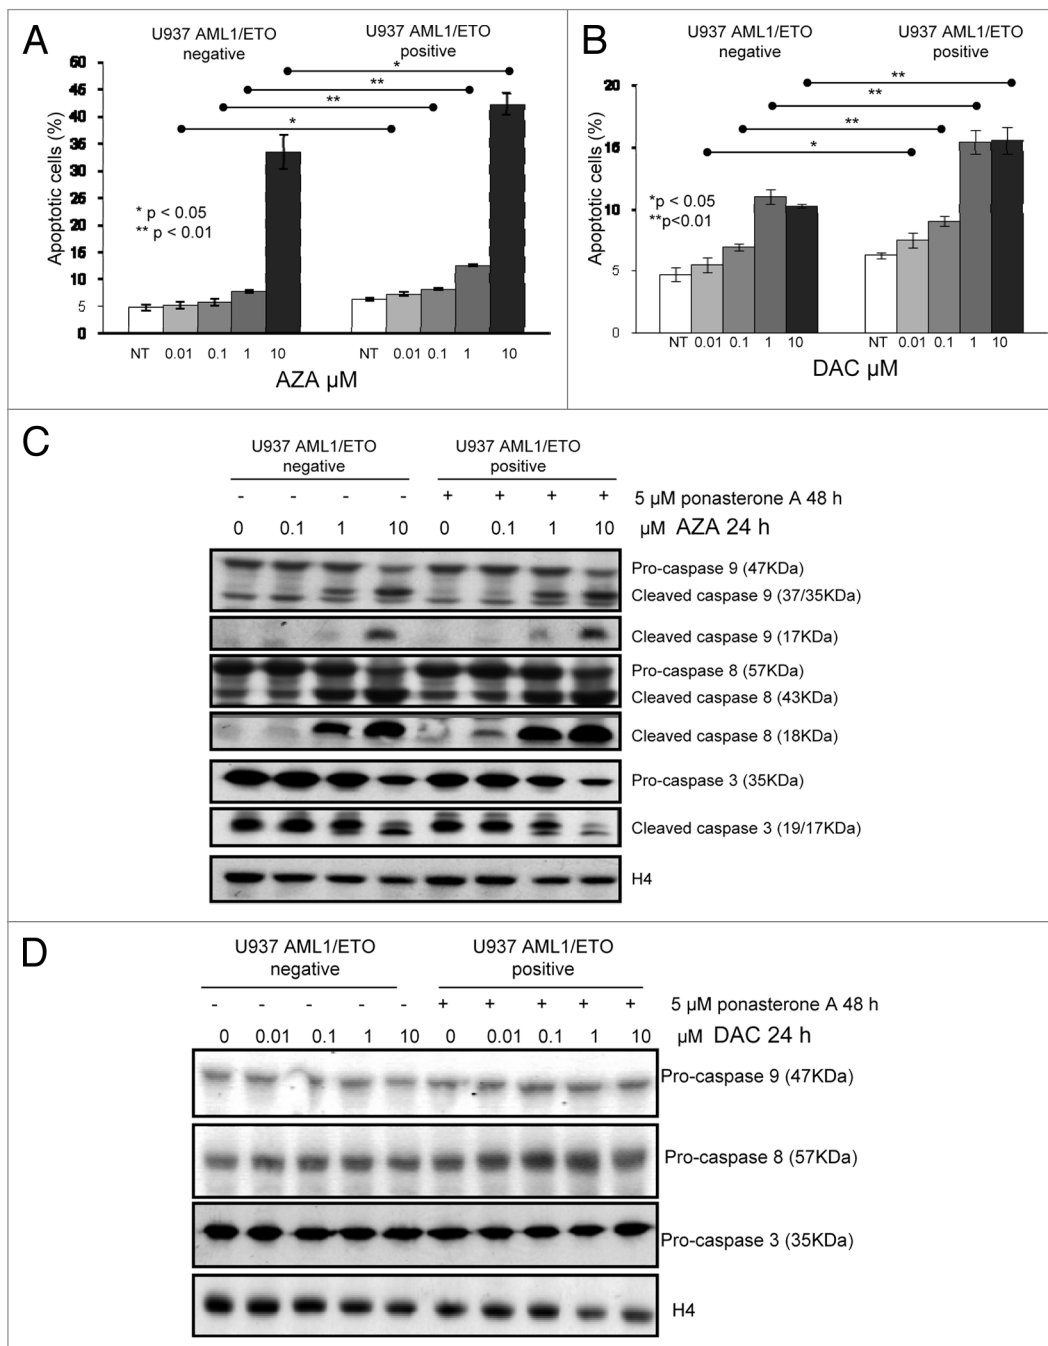 A
U937 AML1/ETO
negative
U937 AML1/ETO
positive
Apoptotic cells (%)
50
45
45
35
30
25
20
15
10
5
0
*
**
**
*
* p < 0.05
** p < 0.01
NT 0.01 0.1 1 10
NT 0.01 0.1 1 10
AZA µM
B
U937 AML1/ETO
negative
U937 AML1/ETO
positive
Apoptotic cells (%)
20
15
10
5
0
**
**
**
*
*p < 0.05
**p<0.01
NT 0.01 0.1 1 10
NT 0.01 0.1 1 10
DAC µM
C
U937 AML1/ETO
negative
U937 AML1/ETO
positive
- - - - + + + + 5 µM ponasterone A 48 h
0 0.1 1 10 0 0.1 1 10 µM AZA 24 h
Pro-caspase 9 (47KDa)
Cleaved caspase 9 (37/35KDa)
Cleaved caspase 9 (17KDa)
Pro-caspase 8 (57KDa)
Cleaved caspase 8 (43KDa)
Cleaved caspase 8 (18KDa)
Pro-caspase 3 (35KDa)
Cleaved caspase 3 (19/17KDa)
H4
D
U937 AML1/ETO
negative
U937 AML1/ETO
positive
- - - - - + + + + + 5 µM ponasterone A 48 h
0 0.01 0.1 1 10 0 0.01 0.1 1 10 µM DAC 24 h
Pro-caspase 9 (47KDa)
Pro-caspase 8 (57KDa)
Pro-caspase 3 (35KDa)
H4